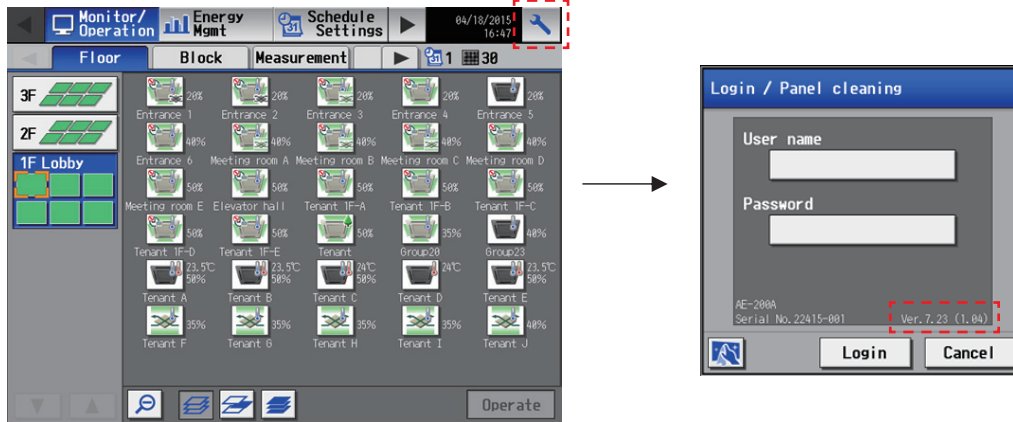 Monitor/
Operation
Energy
Mgmt
31
Schedule
Settings
04/18/2015
16:47
Floor
Block
Measurement
31
1
30
3F
2F
1F Lobby
20%
20%
20%
20%
20%
Entrance 1
Entrance 2
Entrance 3
Entrance 4
Entrance 5
40%
40%
40%
40%
40%
Entrance 6
Meeting room A
Meeting room B
Meeting room C
Meeting room D
50%
50%
50%
50%
50%
Meeting room E
Elevator hall
Tenant 1F-A
Tenant 1F-B
Tenant 1F-C
50%
50%
50%
35%
40%
Tenant 1F-D
Tenant 1F-E
Tenant
Group20
Group23
23.5℃
23.5℃
24℃
24℃
23.5℃
50%
50%
50%
50%
Tenant A
Tenant B
Tenant C
Tenant D
Tenant E
35%
35%
35%
35%
40%
Tenant F
Tenant G
Tenant H
Tenant I
Tenant J
Operate
Login / Panel cleaning
User name
Password
AE-200A
Serial No.22415-001
Ver.7.23 (1.04)
Login
Cancel